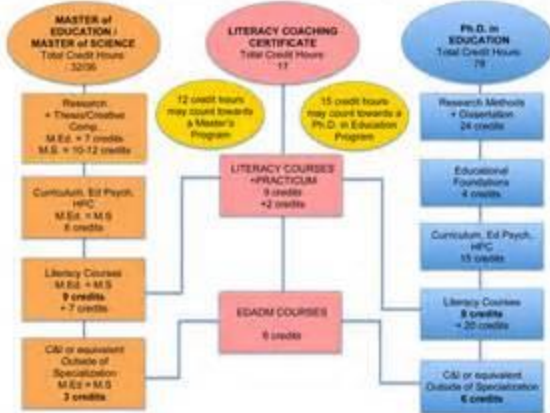 MASTER of
EDUCATION /
MASTER of SCIENCE
Total Credit Hours
32/36
LITERACY COACHING
CERTIFICATE
Total Credit Hours
17
Ph.D. in
EDUCATION
Total Credit Hours
12 credit hours
may count towards
a Master's
Program
15 credit hours
may count towards a
Ph.D. in Education
Program
Research
+ Thesis/Creative
Comp.
M.Ed. = 7 credits
M.S. = 10-12 credits
Curriculum, Ed Psych,
M.Ed. = M.S
6 credits
Literacy Courses
M.Ed. = M.S
9 credits
+ 7 credits
C&I or equivalent
Outside of
Specialization
M.Ed = M.S
3 credits
LITERACY COURSES
+PRACTICUM
9 credits
+2 credits
EDADM COURSES
6 credits
Research Methods
+ Dissertation
24 credits
Educational
Foundations
4 credits
Curriculum, Ed Psych,
15 credits
Literacy Courses
9 credits
+ 20 credits
C&I or equivalent
Outside of Specialization
6 credits